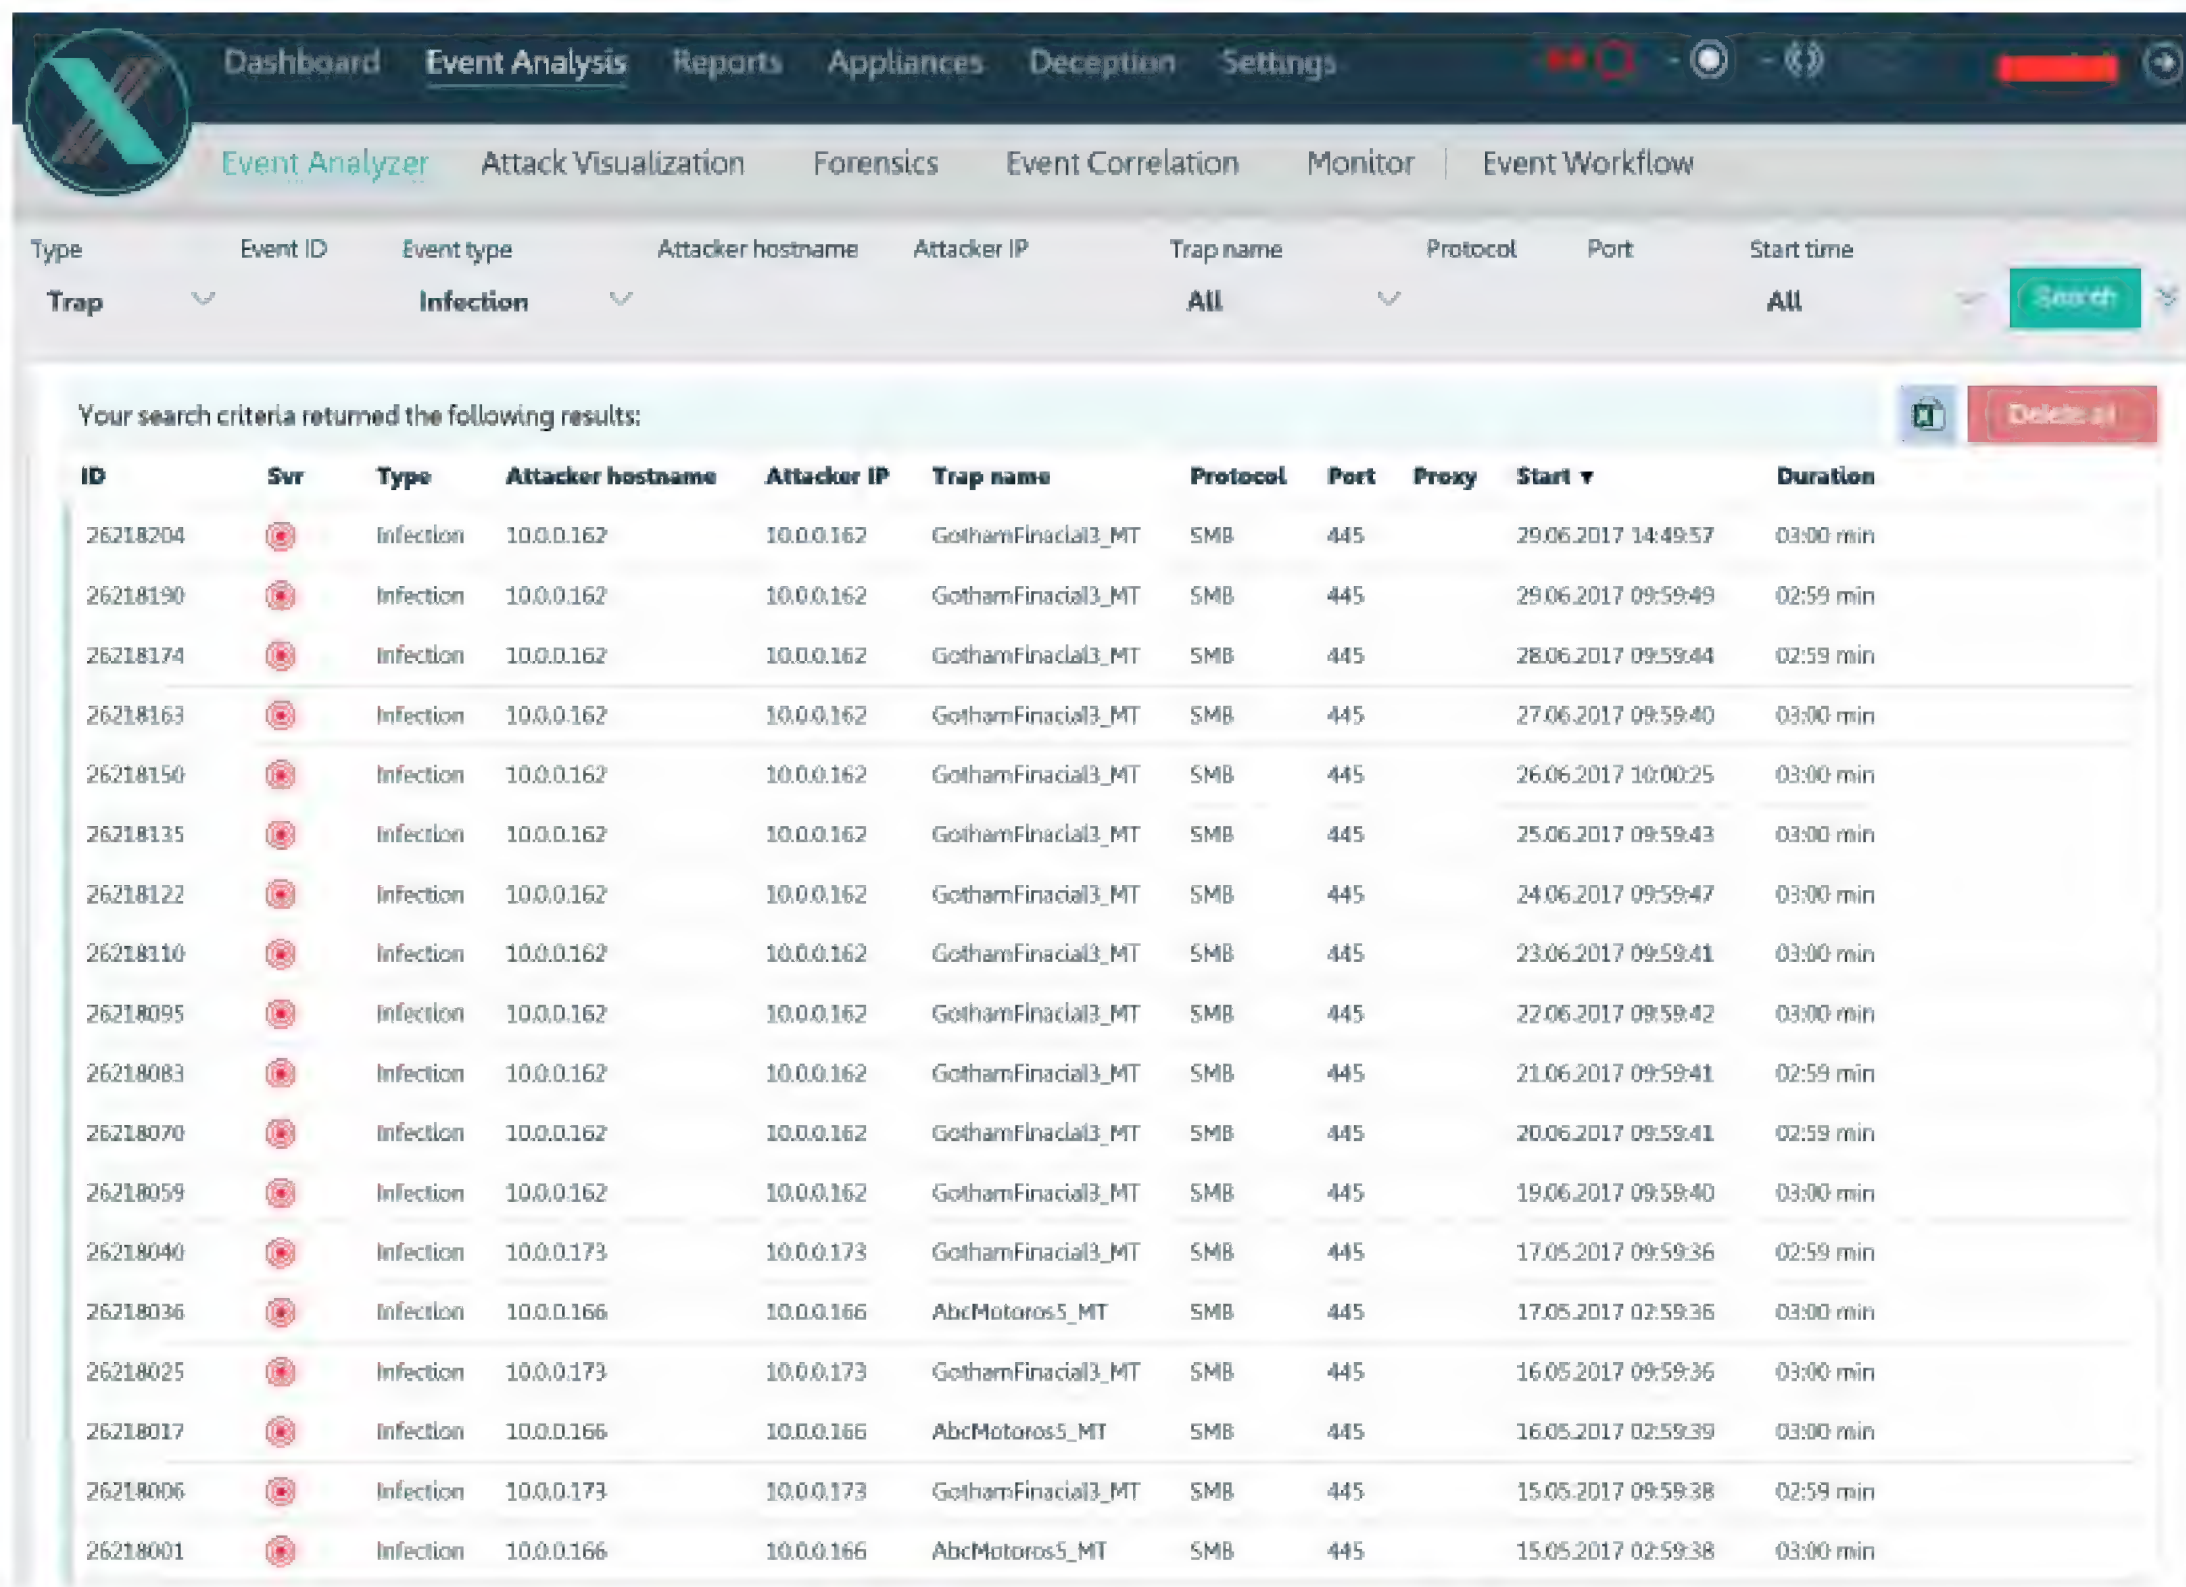 Dashboard Event Analysis Reports Appliances Deception Settings
Event Analyzer Attack Visualization Forensics Event Correlation Monitor Event Workflow
Type Event ID Event type Attacker hostname Attacker IP Trap name Protocol Port Start time
Trap Infection All All Search
Your search criteria returned the following results: Delete all
ID Svr Type Attacker hostname Attacker IP Trap name Protocol Port Proxy Start ▼ Duration
26218204 Infection 10.0.0.162 10.0.0.162 GothamFinacial3_MT SMB 445 29.06.2017 14:49:57 03:00 min
26218190 Infection 10.0.0.162 10.0.0.162 GothamFinacial3_MT SMB 445 29.06.2017 09:59:49 02:59 min
26218174 Infection 10.0.0.162 10.0.0.162 GothamFinacial3_MT SMB 445 28.06.2017 09:59:44 02:59 min
26218163 Infection 10.0.0.162 10.0.0.162 GothamFinacial3_MT SMB 445 27.06.2017 09:59:40 03:00 min
26218150 Infection 10.0.0.162 10.0.0.162 GothamFinacial3_MT SMB 445 26.06.2017 10:00:25 03:00 min
26218135 Infection 10.0.0.162 10.0.0.162 GothamFinacial3_MT SMB 445 25.06.2017 09:59:43 03:00 min
26218122 Infection 10.0.0.162 10.0.0.162 GothamFinacial3_MT SMB 445 24.06.2017 09:59:47 03:00 min
26218110 Infection 10.0.0.162 10.0.0.162 GothamFinacial3_MT SMB 445 23.06.2017 09:59:41 03:00 min
26218095 Infection 10.0.0.162 10.0.0.162 GothamFinacial3_MT SMB 445 22.06.2017 09:59:42 03:00 min
26218083 Infection 10.0.0.162 10.0.0.162 GothamFinacial3_MT SMB 445 21.06.2017 09:59:41 02:59 min
26218070 Infection 10.0.0.162 10.0.0.162 GothamFinacial3_MT SMB 445 20.06.2017 09:59:41 02:59 min
26218059 Infection 10.0.0.162 10.0.0.162 GothamFinacial3_MT SMB 445 19.06.2017 09:59:40 03:00 min
26218040 Infection 10.0.0.173 10.0.0.173 GothamFinacial3_MT SMB 445 17.05.2017 09:59:36 02:59 min
26218036 Infection 10.0.0.166 10.0.0.166 AbcMotoros5_MT SMB 445 17.05.2017 02:59:36 03:00 min
26218025 Infection 10.0.0.173 10.0.0.173 GothamFinacial3_MT SMB 445 16.05.2017 09:59:36 03:00 min
26218017 Infection 10.0.0.166 10.0.0.166 AbcMotoros5_MT SMB 445 16.05.2017 02:59:39 03:00 min
26218006 Infection 10.0.0.173 10.0.0.173 GothamFinacial3_MT SMB 445 15.05.2017 09:59:38 02:59 min
26218001 Infection 10.0.0.166 10.0.0.166 AbcMotoros5_MT SMB 445 15.05.2017 02:59:38 03:00 min